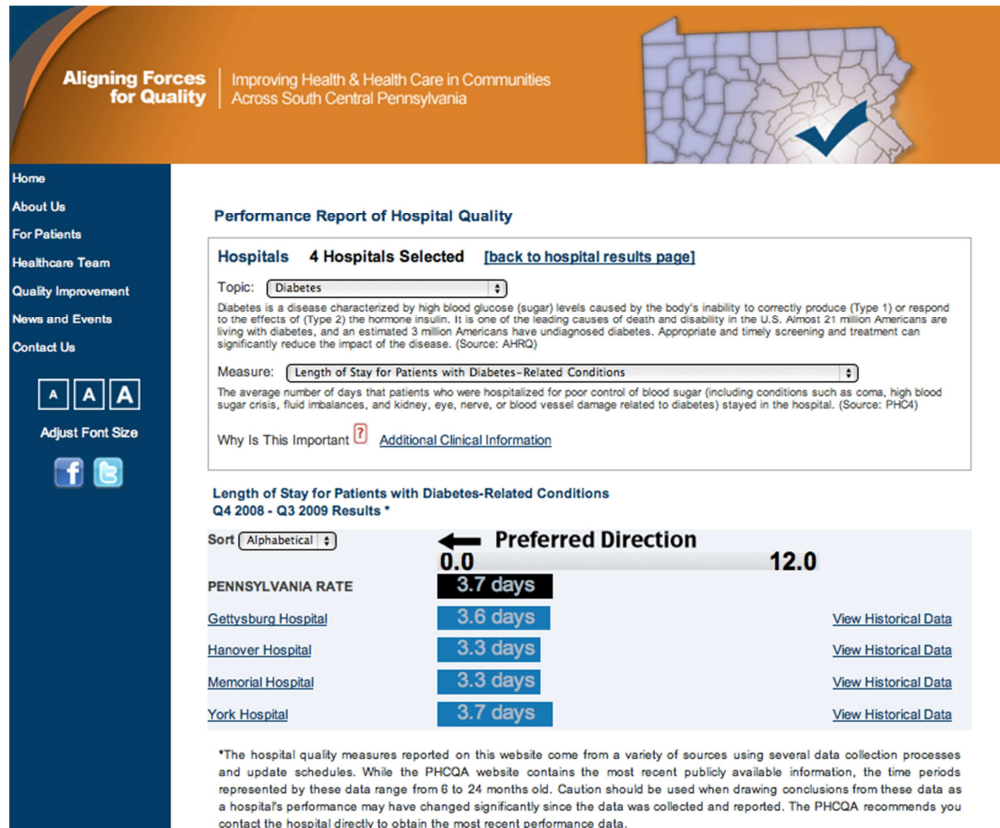 Aligning Forces
for Quality
Improving Health & Health Care in Communities
Across South Central Pennsylvania
Home
About Us
For Patients
Healthcare Team
Quality Improvement
News and Events
Contact Us
A A A
Adjust Font Size
Performance Report of Hospital Quality
Hospitals 4 Hospitals Selected [back to hospital results page]
Topic: Diabetes
Diabetes is a disease characterized by high blood glucose (sugar) levels caused by the body's inability to correctly produce (Type 1) or respond
to the effects of (Type 2) the hormone insulin. It is one of the leading causes of death and disability in the U.S. Almost 21 million Americans are
living with diabetes, and an estimated 3 million Americans have undiagnosed diabetes. Appropriate and timely screening and treatment can
significantly reduce the impact of the disease. (Source: AHRQ)
Measure: Length of Stay for Patients with Diabetes-Related Conditions
The average number of days that patients who were hospitalized for poor control of blood sugar (including conditions such as coma, high blood
sugar crisis, fluid imbalances, and kidney, eye, nerve, or blood vessel damage related to diabetes) stayed in the hospital. (Source: PHC4)
Why Is This Important ? Additional Clinical Information
Length of Stay for Patients with Diabetes-Related Conditions
Q4 2008 - Q3 2009 Results *
Sort Alphabetical Preferred Direction
0.0 12.0
PENNSYLVANIA RATE 3.7 days
Gettysburg Hospital 3.6 days View Historical Data
Hanover Hospital 3.3 days View Historical Data
Memorial Hospital 3.3 days View Historical Data
York Hospital 3.7 days View Historical Data
*The hospital quality measures reported on this website come from a variety of sources using several data collection processes
and update schedules. While the PHCQA website contains the most recent publicly available information, the time periods
represented by these data range from 6 to 24 months old. Caution should be used when drawing conclusions from these data as
a hospital's performance may have changed significantly since the data was collected and reported. The PHCQA recommends you
contact the hospital directly to obtain the most recent performance data.